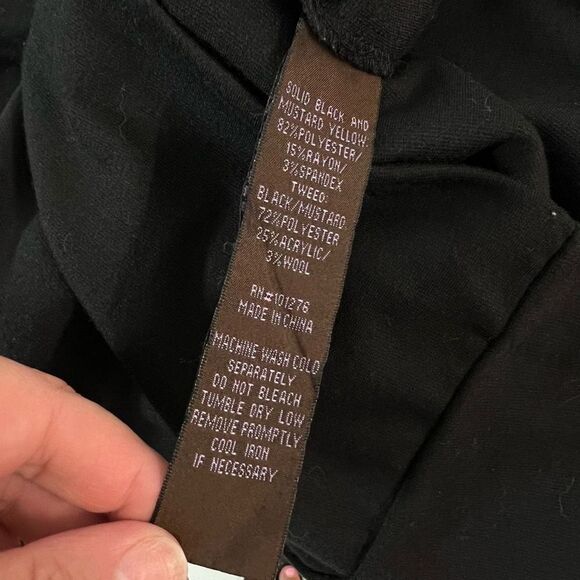 SOLID BLACK AND
MUSTARD YELLOW:
82%POLYESTER/
15%RAYON/
3%SPANDEX
TWEED:
BLACK/MUSTARD:
72%POLYESTER
25%ACRYLIC/
3%WOOL
RN#101276
MADE IN CHINA
MACHINE WASH COLD
SEPARATELY
DO NOT BLEACH
TUMBLE DRY LOW
REMOVE PROMPTLY
COOL IRON
IF NECESSARY